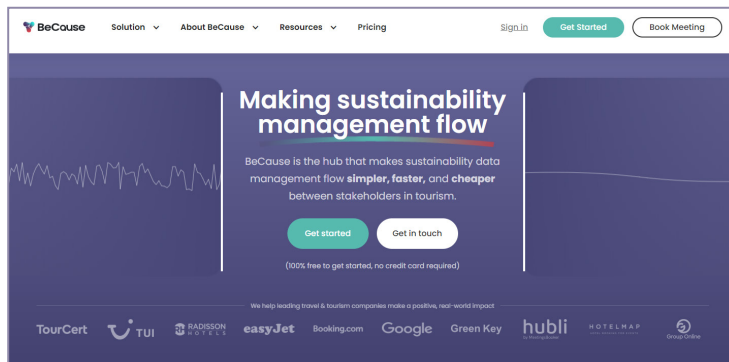 BeCause
Solution
About BeCause
Resources
Pricing
Sign in
Get Started
Book Meeting
Making sustainability
management flow
BeCause is the hub that makes sustainability data
management flow simpler, faster, and cheaper
between stakeholders in tourism.
Get started
Get in touch
(100% free to get started, no credit card required)
We help leading travel & tourism companies make a positive, real-world impact
TourCert
TUI
RADISSON
HOTELS
easyJet
Booking.com
Google
Green Key
hubli
HOTELMAP
Group Online